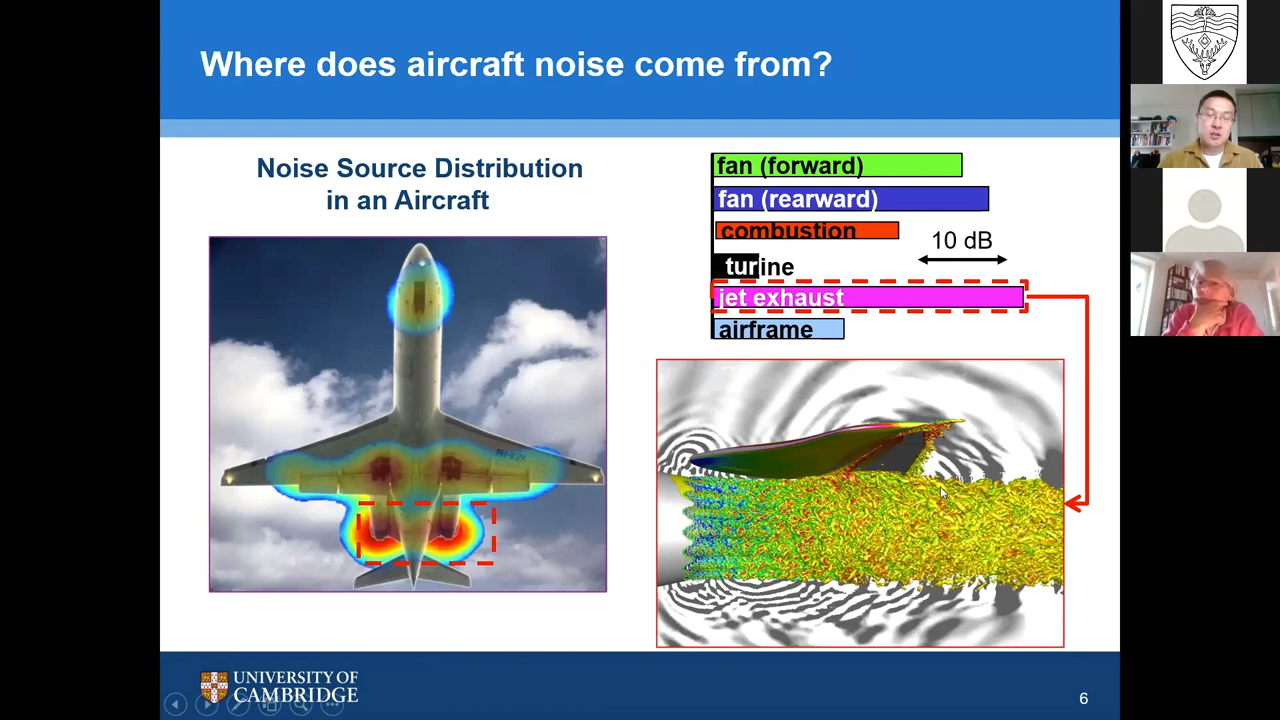 Where does aircraft noise come from?
Noise Source Distribution
in an Aircraft
fan (forward)
fan (rearward)
combustion
10 dB
turine
jet exhaust
airframe
UNIVERSITY OF
CAMBRIDGE
6